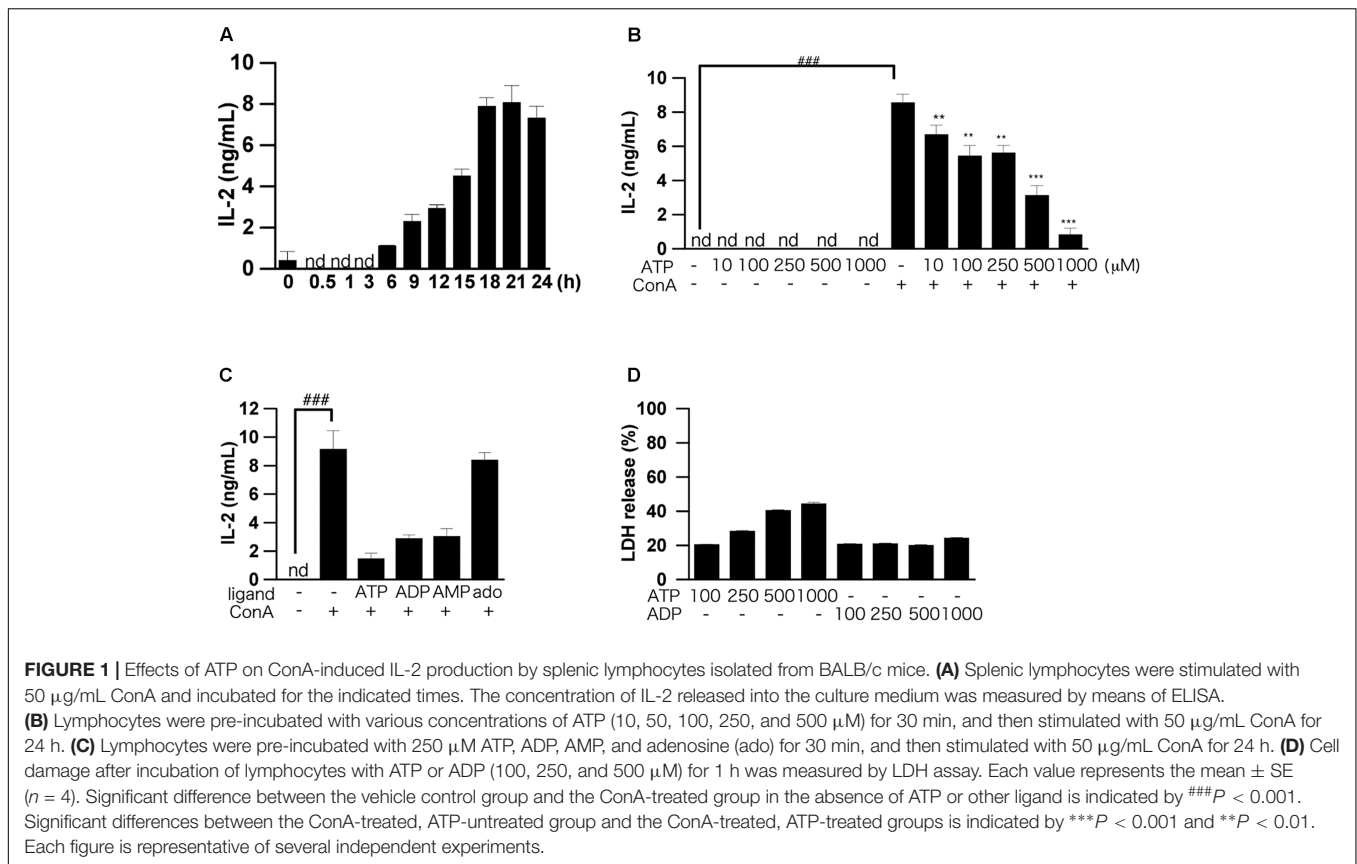 A
10
8
6
4
2
0
IL-2 (ng/mL)
nd nd nd
0 0.5 1 3 6 9 12 15 18 21 24 (h)
B
###
10
8
6
4
2
0
IL-2 (ng/mL)
** ** ** *** ***
nd nd nd nd nd nd
ATP - 10 100 250 500 1000 - 10 100 250 500 1000 (μM)
ConA - - - - - - + + + + + +
C
###
12
10
8
6
4
2
0
IL-2 (ng/mL)
nd
ligand - - ATP ADP AMP ado
ConA - + + + + +
D
100
80
60
40
20
0
LDH release (%)
ATP 100 250 500 1000 - - - -
ADP - - - - 100 250 500 1000
FIGURE 1 | Effects of ATP on ConA-induced IL-2 production by splenic lymphocytes isolated from BALB/c mice. (A) Splenic lymphocytes were stimulated with
50 μg/mL ConA and incubated for the indicated times. The concentration of IL-2 released into the culture medium was measured by means of ELISA.
(B) Lymphocytes were pre-incubated with various concentrations of ATP (10, 50, 100, 250, and 500 μM) for 30 min, and then stimulated with 50 μg/mL ConA for
24 h. (C) Lymphocytes were pre-incubated with 250 μM ATP, ADP, AMP, and adenosine (ado) for 30 min, and then stimulated with 50 μg/mL ConA for 24 h. (D) Cell
damage after incubation of lymphocytes with ATP or ADP (100, 250, and 500 μM) for 1 h was measured by LDH assay. Each value represents the mean ± SE
(n = 4). Significant difference between the vehicle control group and the ConA-treated group in the absence of ATP or other ligand is indicated by ###P < 0.001.
Significant differences between the ConA-treated, ATP-untreated group and the ConA-treated, ATP-treated groups is indicated by ***P < 0.001 and **P < 0.01.
Each figure is representative of several independent experiments.